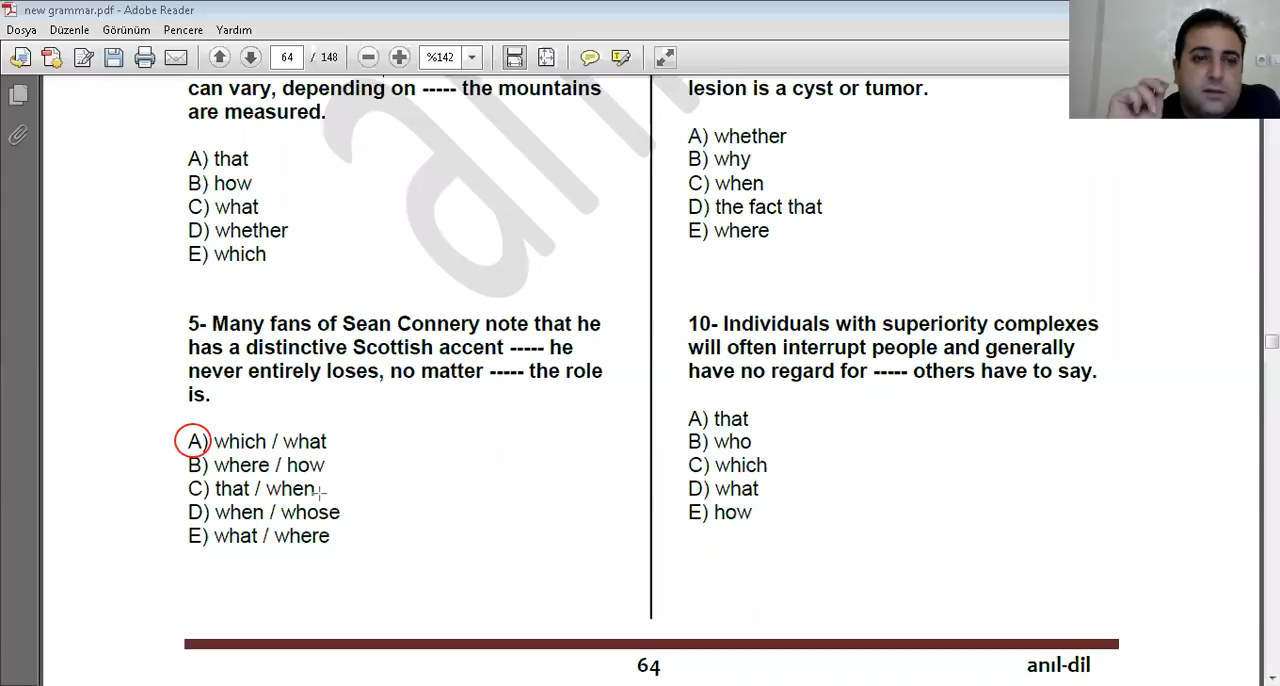 new grammar.pdf - Adobe Reader
Dosya Düzenle Görünüm Pencere Yardım
64 / 148 %142
can vary, depending on ----- the mountains
are measured.
A) that
B) how
C) what
D) whether
E) which
5- Many fans of Sean Connery note that he
has a distinctive Scottish accent ----- he
never entirely loses, no matter ----- the role
is.
A) which / what
B) where / how
C) that / when
D) when / whose
E) what / where
lesion is a cyst or tumor.
A) whether
B) why
C) when
D) the fact that
E) where
10- Individuals with superiority complexes
will often interrupt people and generally
have no regard for ----- others have to say.
A) that
B) who
C) which
D) what
E) how
64
anıl-dil